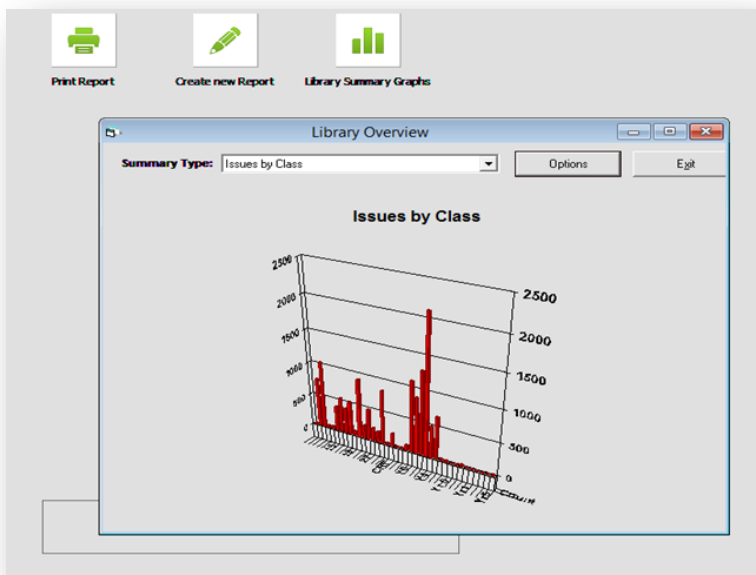 Print Report
Create new Report
Library Summary Graphs
Library Overview
Summary Type:
Issues by Class
Options
Exit
Issues by Class
2500
2000
1500
1000
500
0
2500
2000
1500
1000
500
0
Count